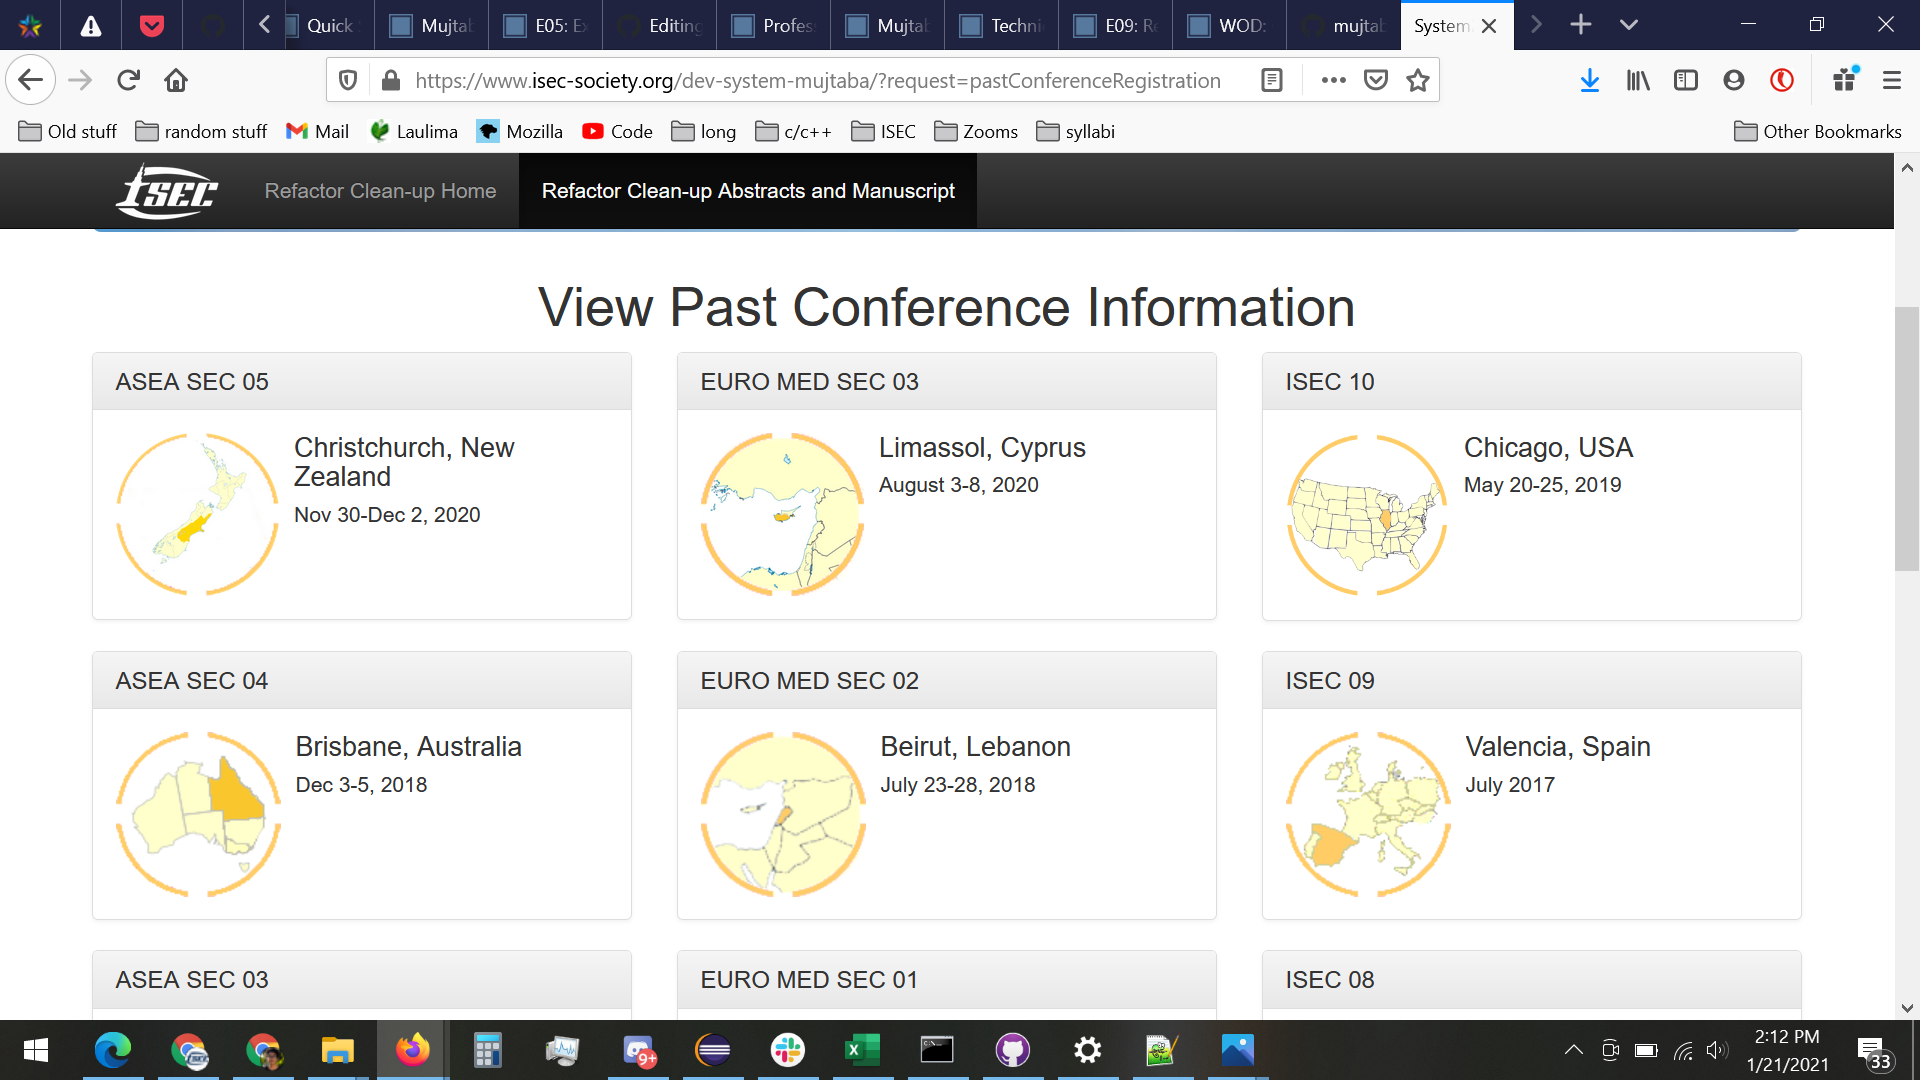 Quick
Mujtab
E05: Ex
Editing
Profes
Mujtab
Techni
E09: Re
WOD:
mujtab
System
https://www.isec-society.org/dev-system-mujtaba/?request=pastConferenceRegistration
Old stuff
random stuff
Mail
Laulima
Mozilla
Code
long
c/c++
ISEC
Zooms
syllabi
Other Bookmarks
ISEC
Refactor Clean-up Home
Refactor Clean-up Abstracts and Manuscript
View Past Conference Information
ASEA SEC 05
Christchurch, New
Zealand
Nov 30-Dec 2, 2020
EURO MED SEC 03
Limassol, Cyprus
August 3-8, 2020
ISEC 10
Chicago, USA
May 20-25, 2019
ASEA SEC 04
Brisbane, Australia
Dec 3-5, 2018
EURO MED SEC 02
Beirut, Lebanon
July 23-28, 2018
ISEC 09
Valencia, Spain
July 2017
ASEA SEC 03
EURO MED SEC 01
ISEC 08
9+
2:12 PM
1/21/2021
33